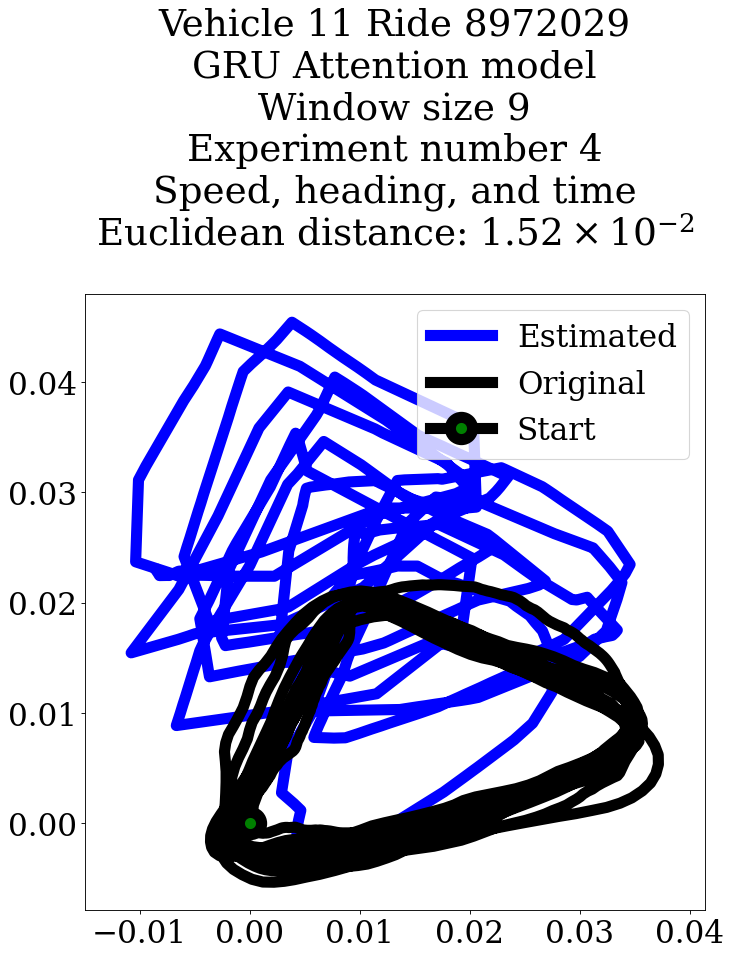 Vehicle 11 Ride 8972029
GRU Attention model
Window size 9
Experiment number 4
Speed, heading, and time
Euclidean distance: 1.52 × 10⁻²
Estimated
Original
Start
0.04
0.03
0.02
0.01
0.00
−0.01 0.00 0.01 0.02 0.03 0.04